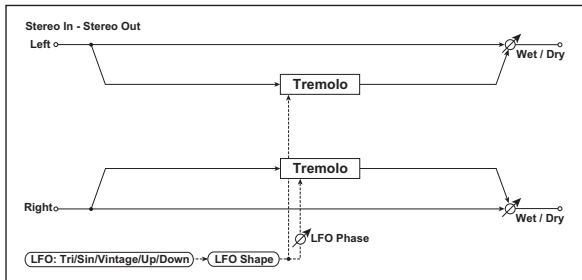 Stereo In - Stereo Out
Left
Wet / Dry
Tremolo
Tremolo
Right
Wet / Dry
LFO Phase
LFO: Tri/Sin/Vintage/Up/Down
LFO Shape